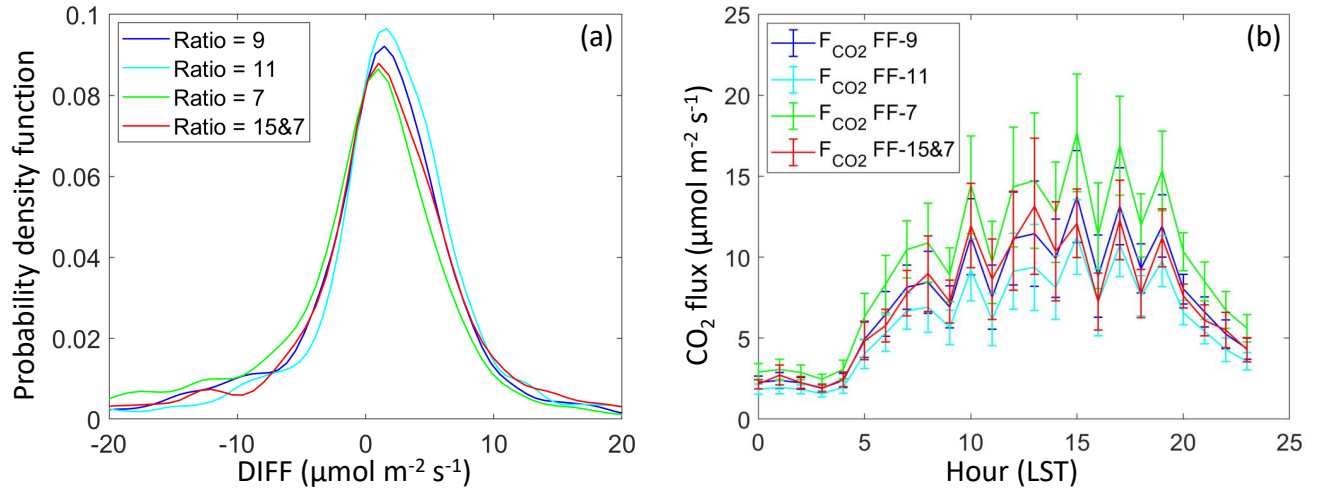 (a)
Ratio = 9
Ratio = 11
Ratio = 7
Ratio = 15&7
Probability density function
0.1
0.08
0.06
0.04
0.02
0
-20 -10 0 10 20
DIFF (µmol m⁻² s⁻¹)
(b)
F_CO2 FF-9
F_CO2 FF-11
F_CO2 FF-7
F_CO2 FF-15&7
CO₂ flux (µmol m⁻² s⁻¹)
25
20
15
10
5
0
0 5 10 15 20 25
Hour (LST)